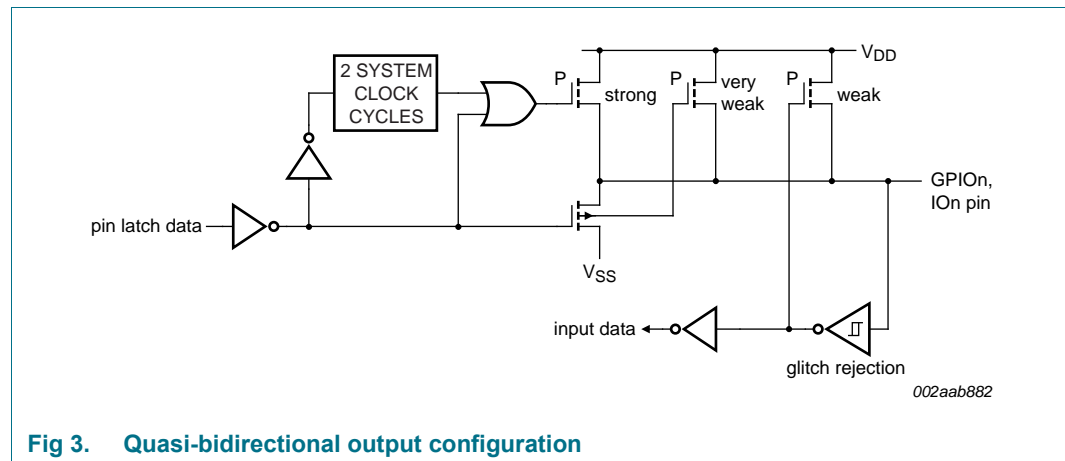 2 SYSTEM
CLOCK
CYCLES
P
strong
P
very
weak
P
weak
VDD
pin latch data
GPIOn,
IOn pin
VSS
input data
glitch rejection
002aab882
Fig 3. Quasi-bidirectional output configuration